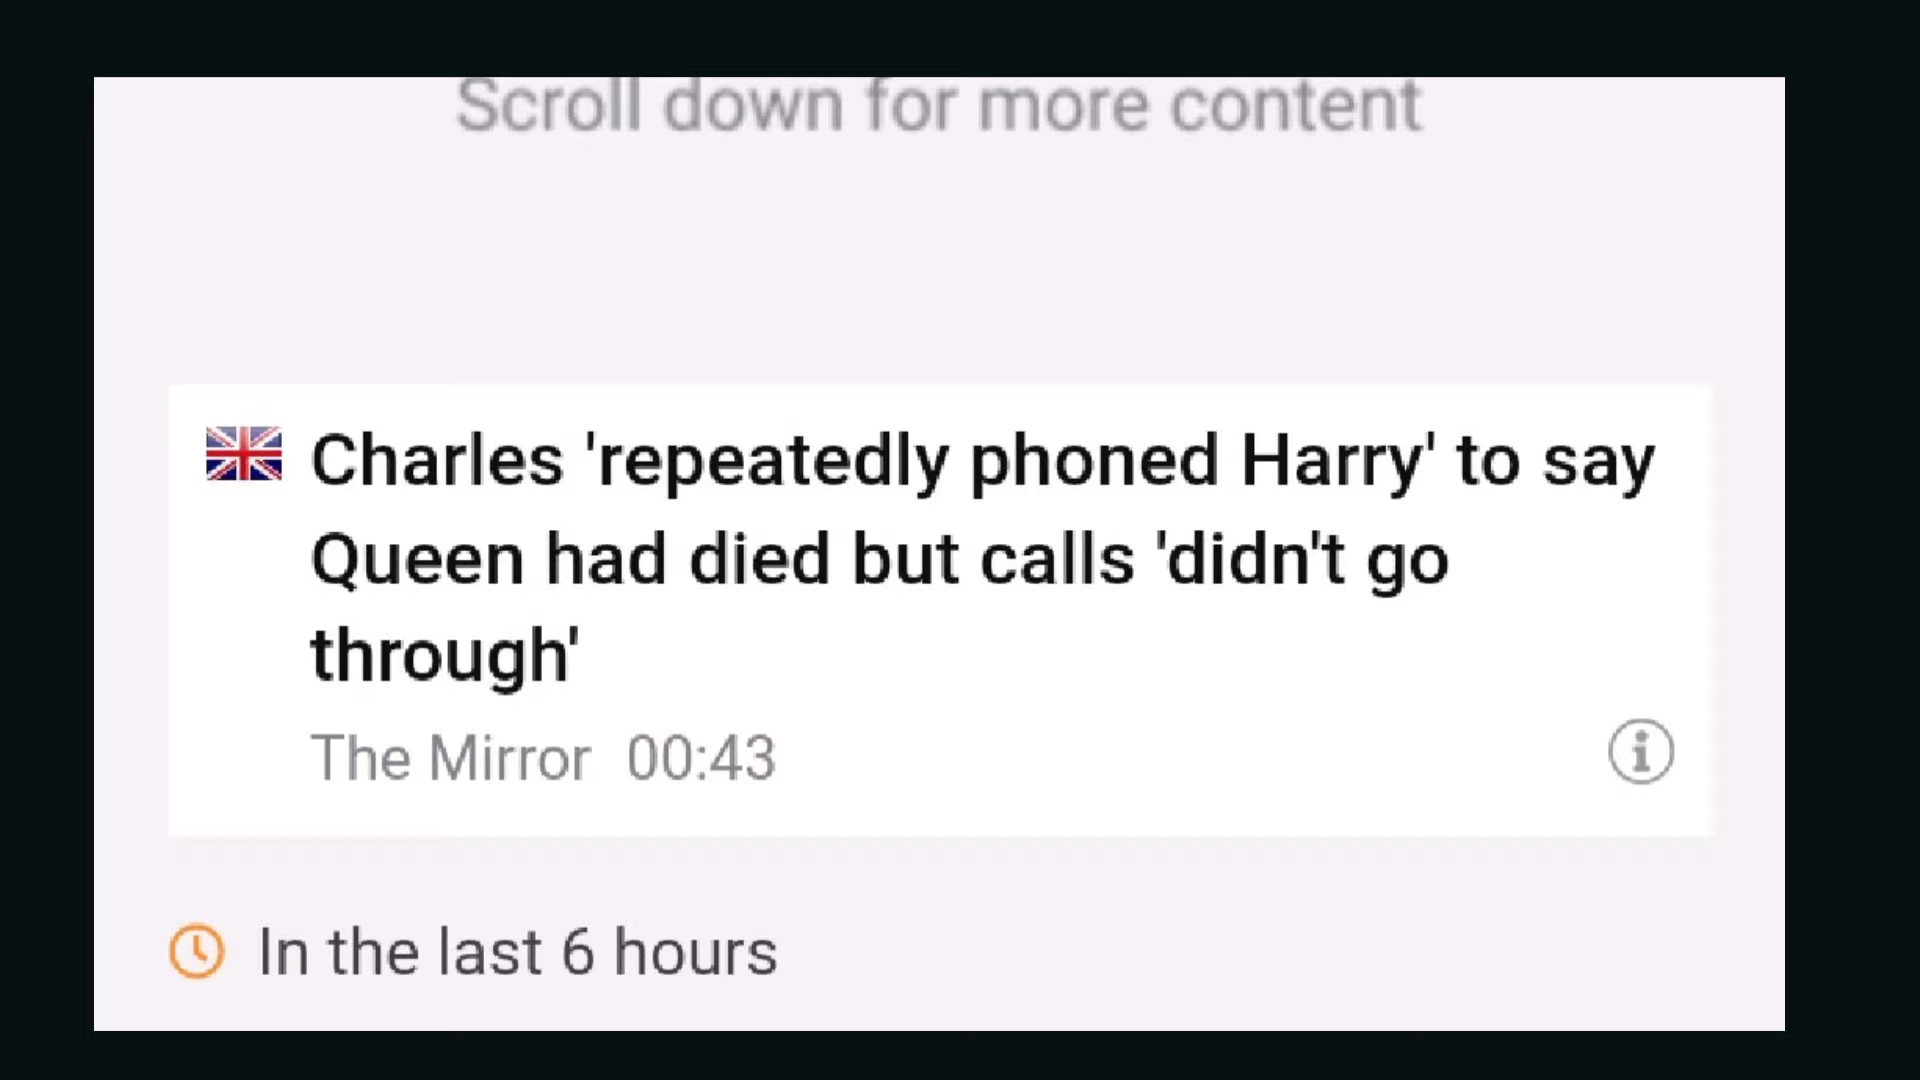 Scroll down for more content
Charles 'repeatedly phoned Harry' to say
Queen had died but calls 'didn't go
through'
The Mirror 00:43
In the last 6 hours